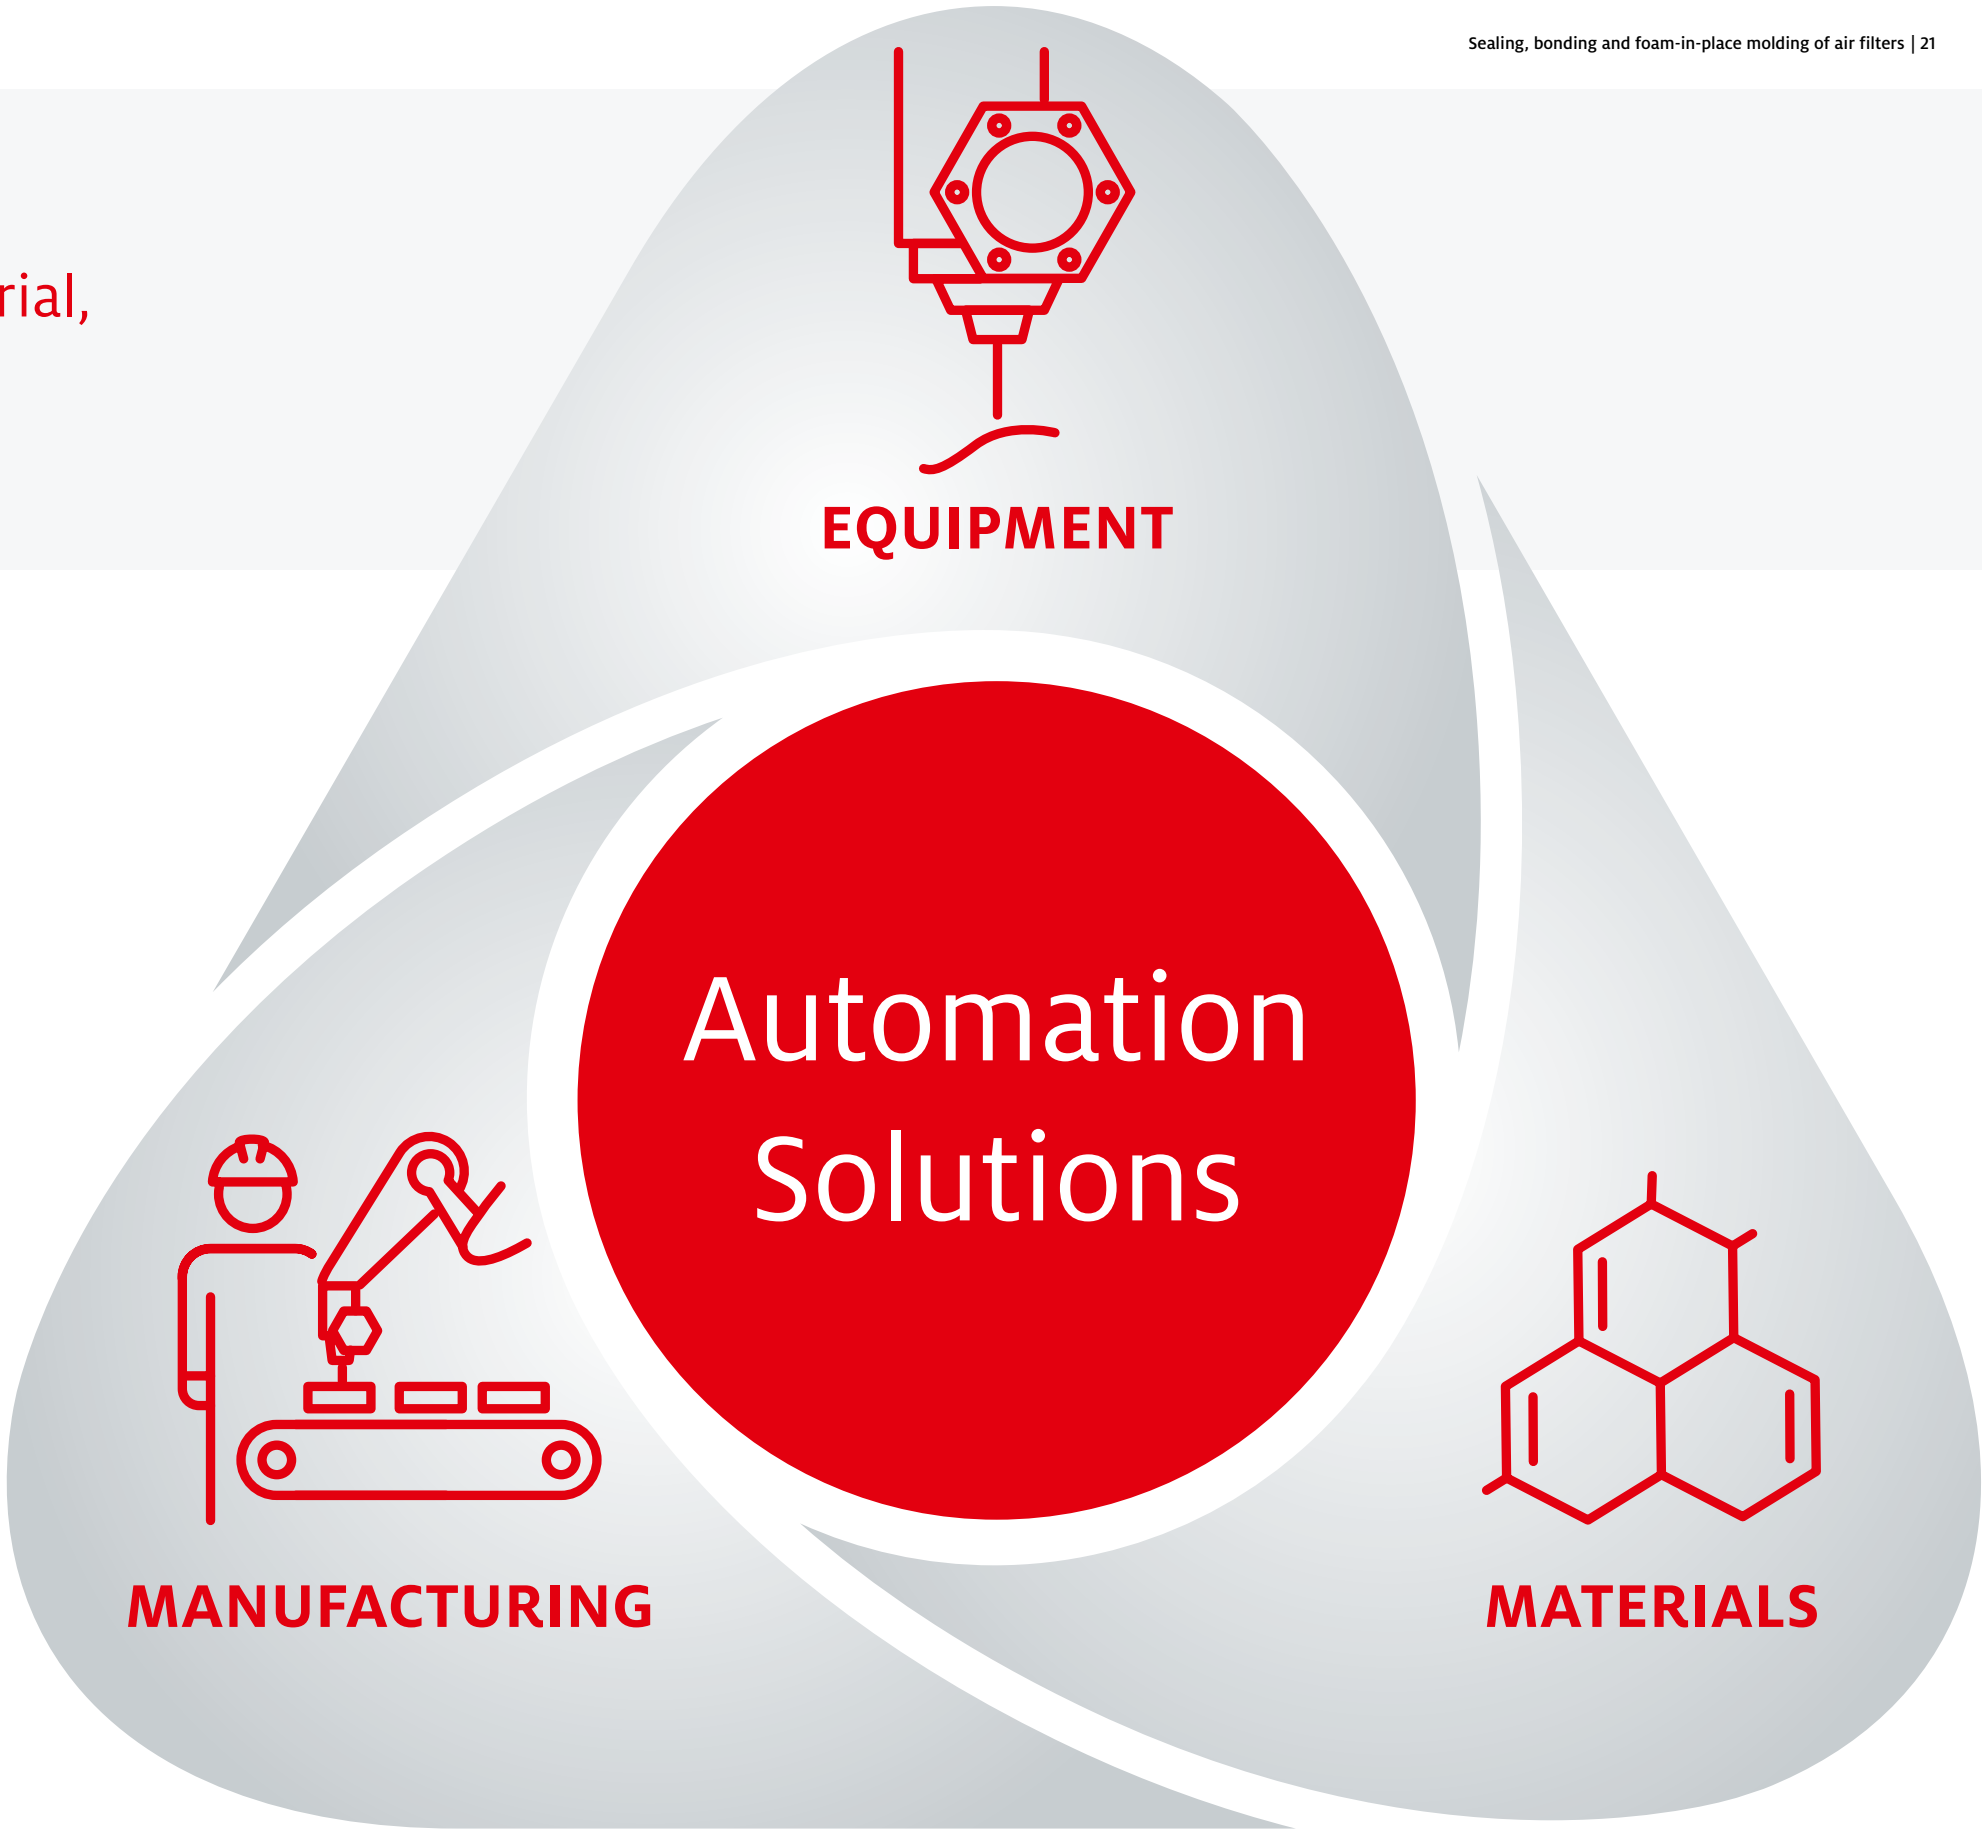 Sealing, bonding and foam-in-place molding of air filters | 21
rial,
EQUIPMENT
Automation
Solutions
MANUFACTURING
MATERIALS